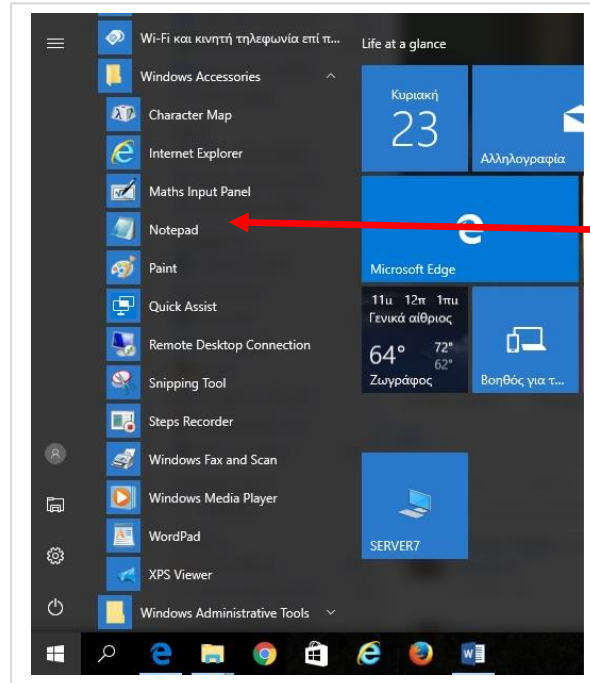 Wi-Fi και κινητή τηλεφωνία επί π...
Windows Accessories
Character Map
Internet Explorer
Maths Input Panel
Notepad
Paint
Quick Assist
Remote Desktop Connection
Snipping Tool
Steps Recorder
Windows Fax and Scan
Windows Media Player
WordPad
XPS Viewer
Windows Administrative Tools
Life at a glance
Κυριακή
23
Αλληλογραφία
Microsoft Edge
11μ 12π 1πμ
Γενικά αίθριος
64° 72°
62°
Ζωγράφος
Βοηθός για τ...
SERVER7